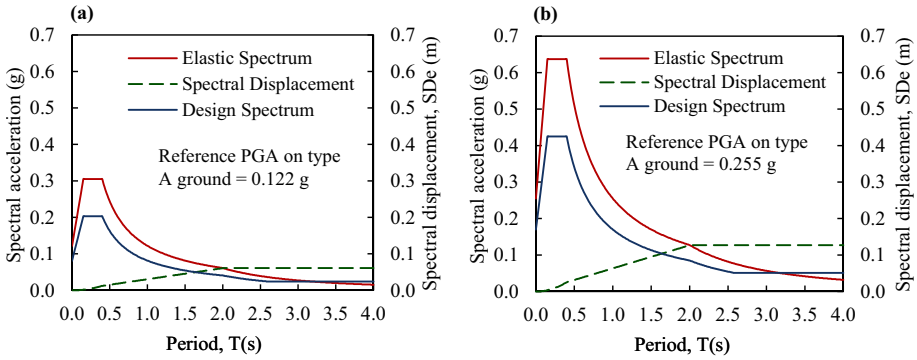 (a)
Spectral acceleration (g)
0.7
0.6
0.5
0.4
0.3
0.2
0.1
0.0
Elastic Spectrum
Spectral Displacement
Design Spectrum
Reference PGA on type
A ground = 0.122 g
0.7
0.6
0.5
0.4
0.3
0.2
0.1
0.0
Spectral displacement, SDe (m)
0.0 0.5 1.0 1.5 2.0 2.5 3.0 3.5 4.0
Period, T(s)
(b)
Spectral acceleration (g)
0.7
0.6
0.5
0.4
0.3
0.2
0.1
0.0
Elastic Spectrum
Spectral Displacement
Design Spectrum
Reference PGA on type
A ground = 0.255 g
0.7
0.6
0.5
0.4
0.3
0.2
0.1
0.0
Spectral displacement, SDe (m)
0.0 0.5 1.0 1.5 2.0 2.5 3.0 3.5 4.0
Period, T(s)